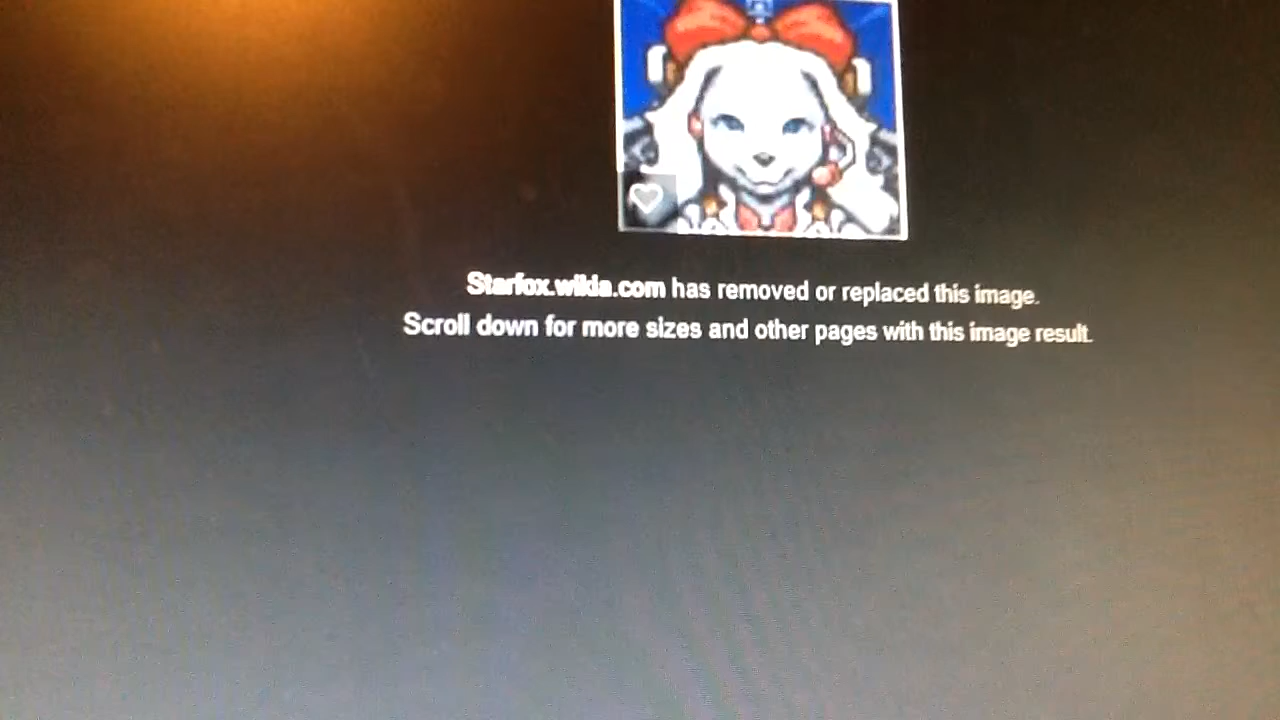 Starfox.wikia.com has removed or replaced this image.
Scroll down for more sizes and other pages with this image result.